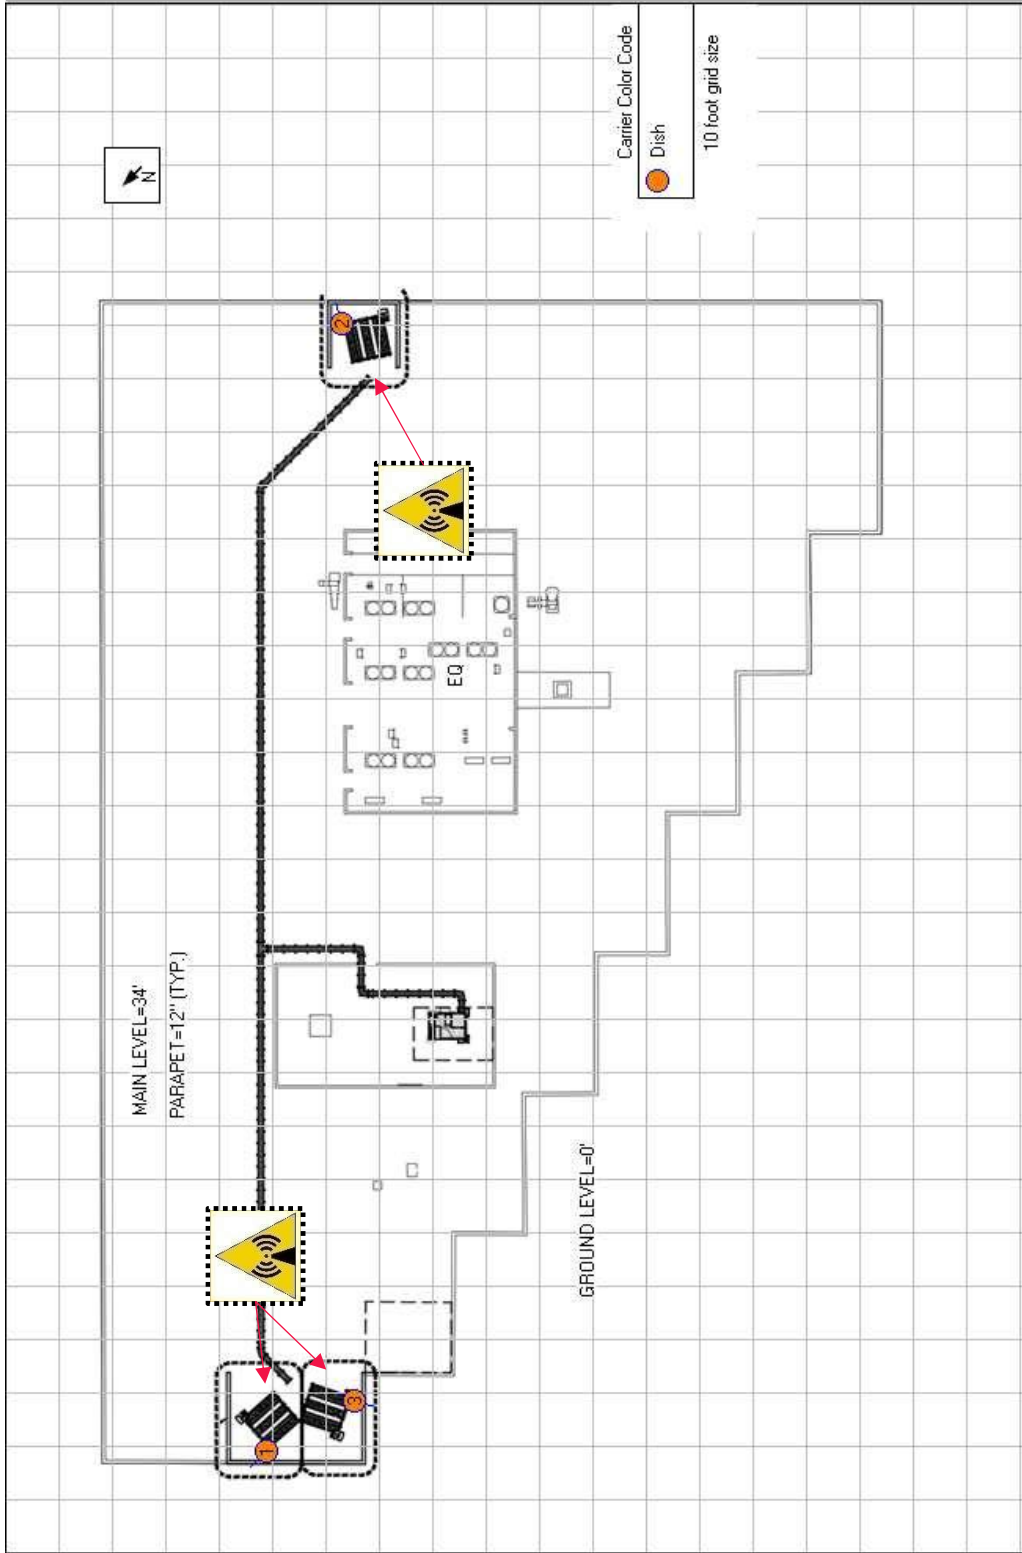 Carrier Color Code
Dish
10 foot grid size
N
2
EQ
MAIN LEVEL=34'
PARAPET=12" (TYP.)
GROUND LEVEL=0'
1
3